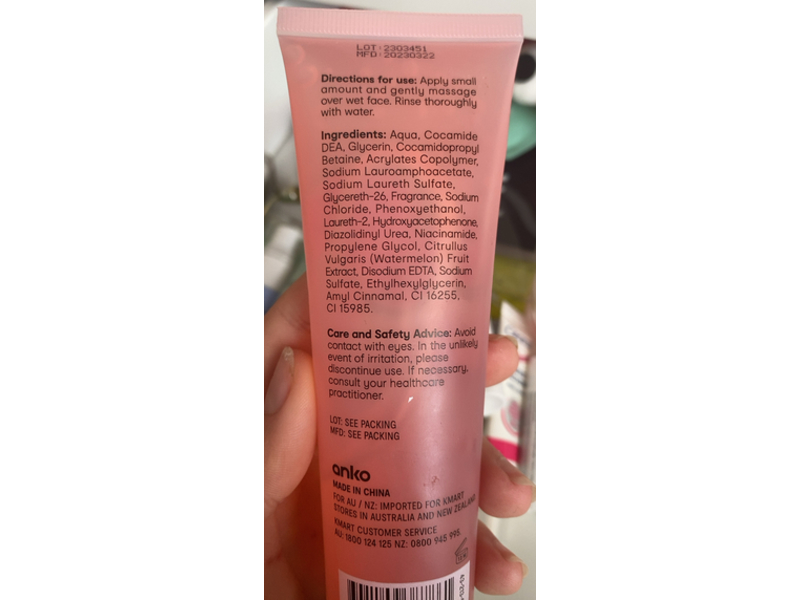 LOT:2303451
MFD:20230322
Directions for use: Apply small
amount and gently massage
over wet face. Rinse thoroughly
with water.
Ingredients: Aqua, Cocamide
DEA, Glycerin, Cocamidopropyl
Betaine, Acrylates Copolymer,
Sodium Lauroamphoacetate,
Sodium Laureth Sulfate,
Glycereth-26, Fragrance, Sodium
Chloride, Phenoxyethanol,
Laureth-2, Hydroxyacetophenone,
Diazolidinyl Urea, Niacinamide,
Propylene Glycol, Citrullus
Vulgaris (Watermelon) Fruit
Extract, Disodium EDTA, Sodium
Sulfate, Ethylhexylglycerin,
Amyl Cinnamal, CI 16255,
CI 15985.
Care and Safety Advice: Avoid
contact with eyes. In the unlikely
event of irritation, please
discontinue use. If necessary,
consult your healthcare
practitioner.
LOT: SEE PACKING
MFD: SEE PACKING
anko
MADE IN CHINA
FOR AU / NZ: IMPORTED FOR KMART
STORES IN AUSTRALIA AND NEW ZEALAND
KMART CUSTOMER SERVICE
AU: 1800 124 125 NZ: 0800 945 995